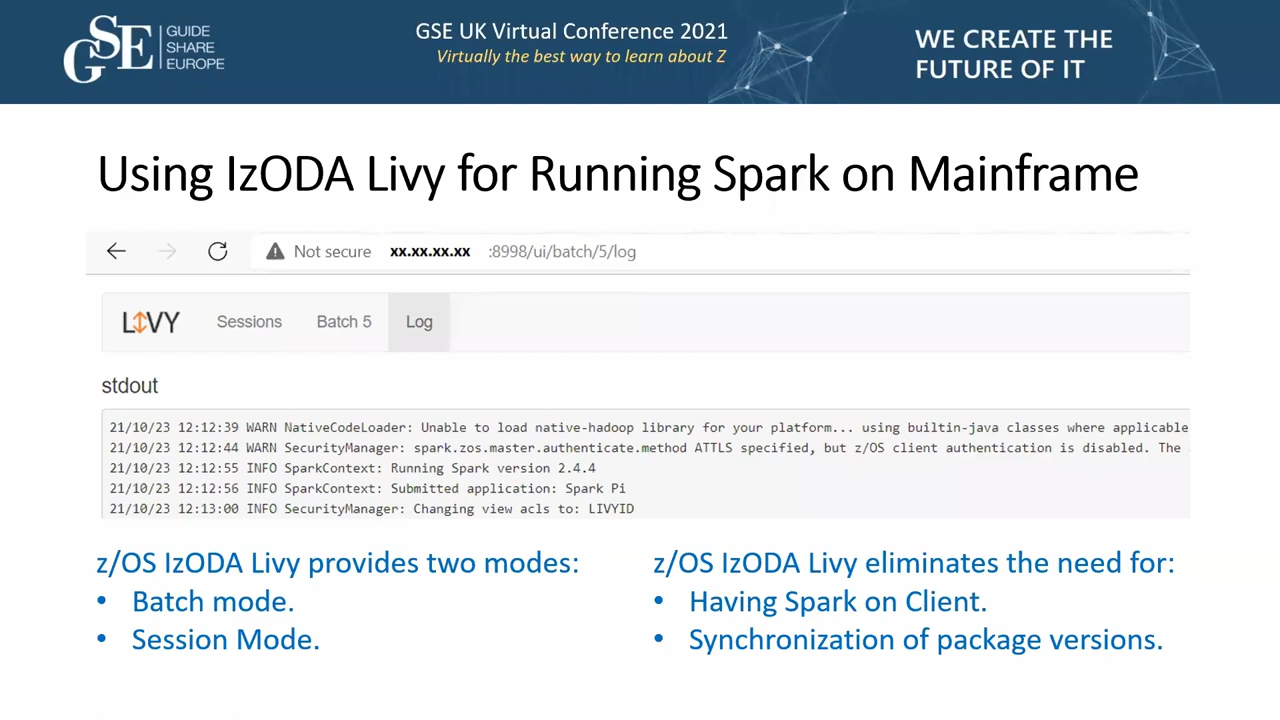 GSE
GUIDE
SHARE
EUROPE
GSE UK Virtual Conference 2021
Virtually the best way to learn about Z
WE CREATE THE
FUTURE OF IT
Using IzODA Livy for Running Spark on Mainframe
Not secure xx.xx.xx.xx :8998/ui/batch/5/log
LIVY Sessions Batch 5 Log
stdout
21/10/23 12:12:39 WARN NativeCodeLoader: Unable to load native-hadoop library for your platform... using builtin-java classes where applicable
21/10/23 12:12:44 WARN SecurityManager: spark.zos.master.authenticate.method ATTLS specified, but z/OS client authentication is disabled. The
21/10/23 12:12:55 INFO SparkContext: Running Spark version 2.4.4
21/10/23 12:12:56 INFO SparkContext: Submitted application: Spark Pi
21/10/23 12:13:00 INFO SecurityManager: Changing view acls to: LIVYID
z/OS IzODA Livy provides two modes:
• Batch mode.
• Session Mode.
z/OS IzODA Livy eliminates the need for:
• Having Spark on Client.
• Synchronization of package versions.